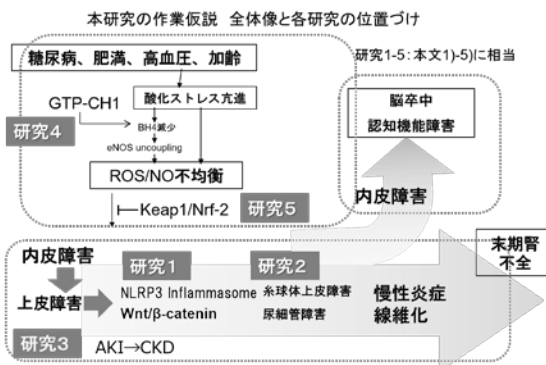 本研究の作業仮説 全体像と各研究の位置づけ
糖尿病、肥満、高血圧、加齢
研究1-5：本文1)-5)に相当
GTP-CH1
酸化ストレス亢進
研究4
BH4減少
eNOS uncoupling
ROS/NO不均衡
Keap1/Nrf-2
研究5
脳卒中
認知機能障害
内皮障害
末期腎
不全
内皮障害
上皮障害
研究1
NLRP3 Inflammasome
Wnt/β-catenin
研究2
糸球体上皮障害
尿細管障害
慢性炎症
線維化
研究3
AKI→CKD